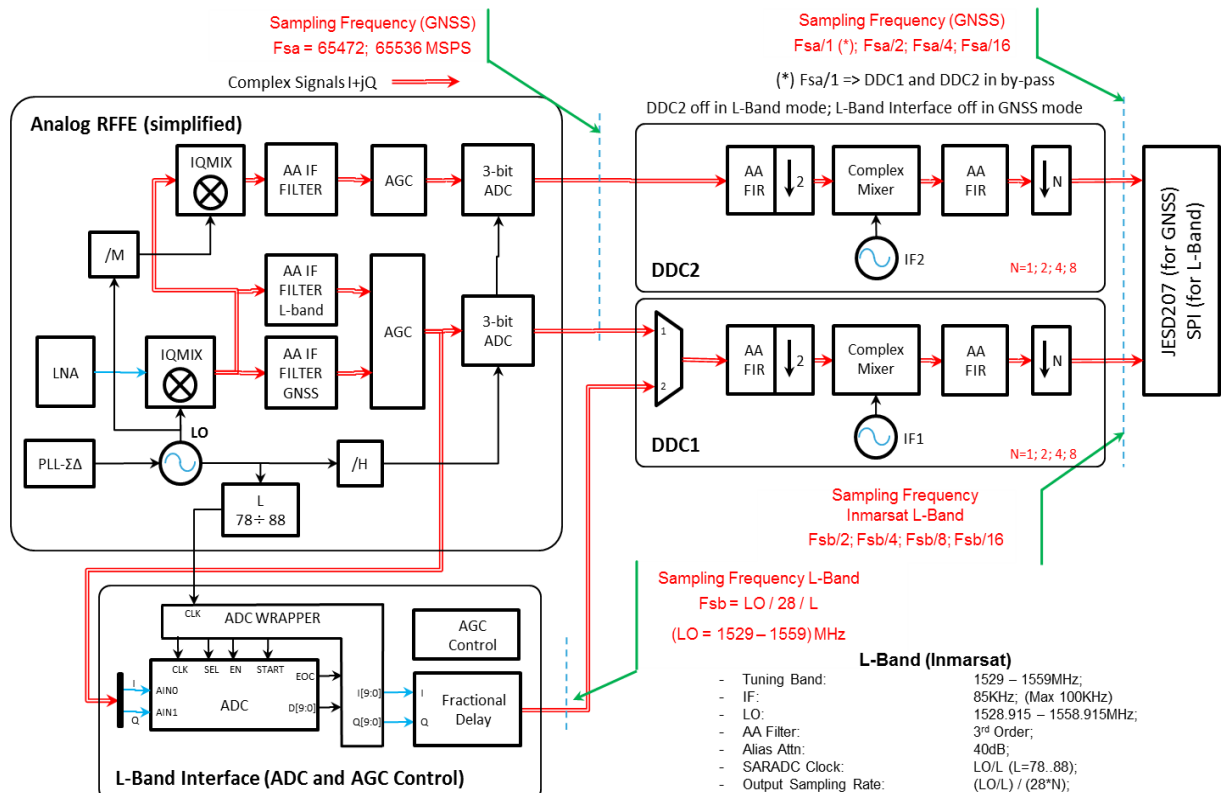 Sampling Frequency (GNSS)
Fsa = 65472; 65536 MSPS
Sampling Frequency (GNSS)
Fsa/1 (*); Fsa/2; Fsa/4; Fsa/16
(*) Fsa/1 => DDC1 and DDC2 in by-pass
DDC2 off in L-Band mode; L-Band Interface off in GNSS mode
Complex Signals I+jQ
Analog RFFE (simplified)
IQMIX
AA IF
FILTER
AGC
3-bit
ADC
/M
AA IF
FILTER
L-band
AGC
3-bit
ADC
LNA
IQMIX
AA IF
FILTER
GNSS
LO
PLL-ΣΔ
/H
L
78÷ 88
AA
FIR
2
Complex
Mixer
AA
FIR
N
IF2
DDC2
N=1; 2; 4; 8
1
2
AA
FIR
2
Complex
Mixer
AA
FIR
N
IF1
DDC1
N=1; 2; 4; 8
JESD207 (for GNSS)
SPI (for L-Band)
Sampling Frequency
Inmarsat L-Band
Fsb/2; Fsb/4; Fsb/8; Fsb/16
Sampling Frequency L-Band
Fsb = LO / 28 / L
(LO = 1529 – 1559) MHz
CLK
ADC WRAPPER
CLK SEL EN START
I
AIN0
Q
AIN1
ADC
EOC
D[9:0]
I[9:0]
Q[9:0]
I
Q
AGC
Control
Fractional
Delay
L-Band Interface (ADC and AGC Control)
L-Band (Inmarsat)
- Tuning Band: 1529 – 1559MHz;
- IF: 85KHz; (Max 100KHz)
- LO: 1528.915 – 1558.915MHz;
- AA Filter: 3rd Order;
- Alias Attn: 40dB;
- SARADC Clock: LO/L (L=78..88);
- Output Sampling Rate: (LO/L) / (28*N);